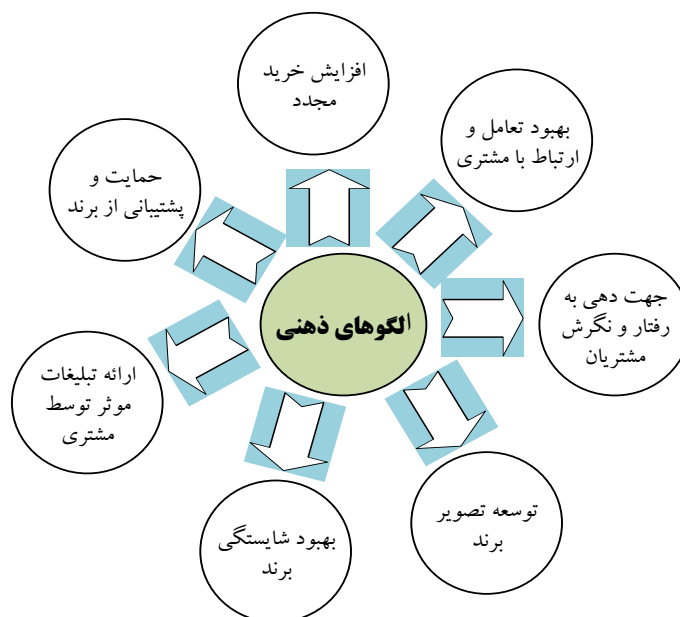 افزایش خرید
مجدد
بهبود تعامل و
ارتباط با مشتری
جهت دهی به
رفتار و نگرش
مشتریان
توسعه تصویر
برند
بهبود شایستگی
برند
ارائه تبلیغات
موثر توسط
مشتری
حمایت و
پشتیبانی از برند
الگوهای ذهنی